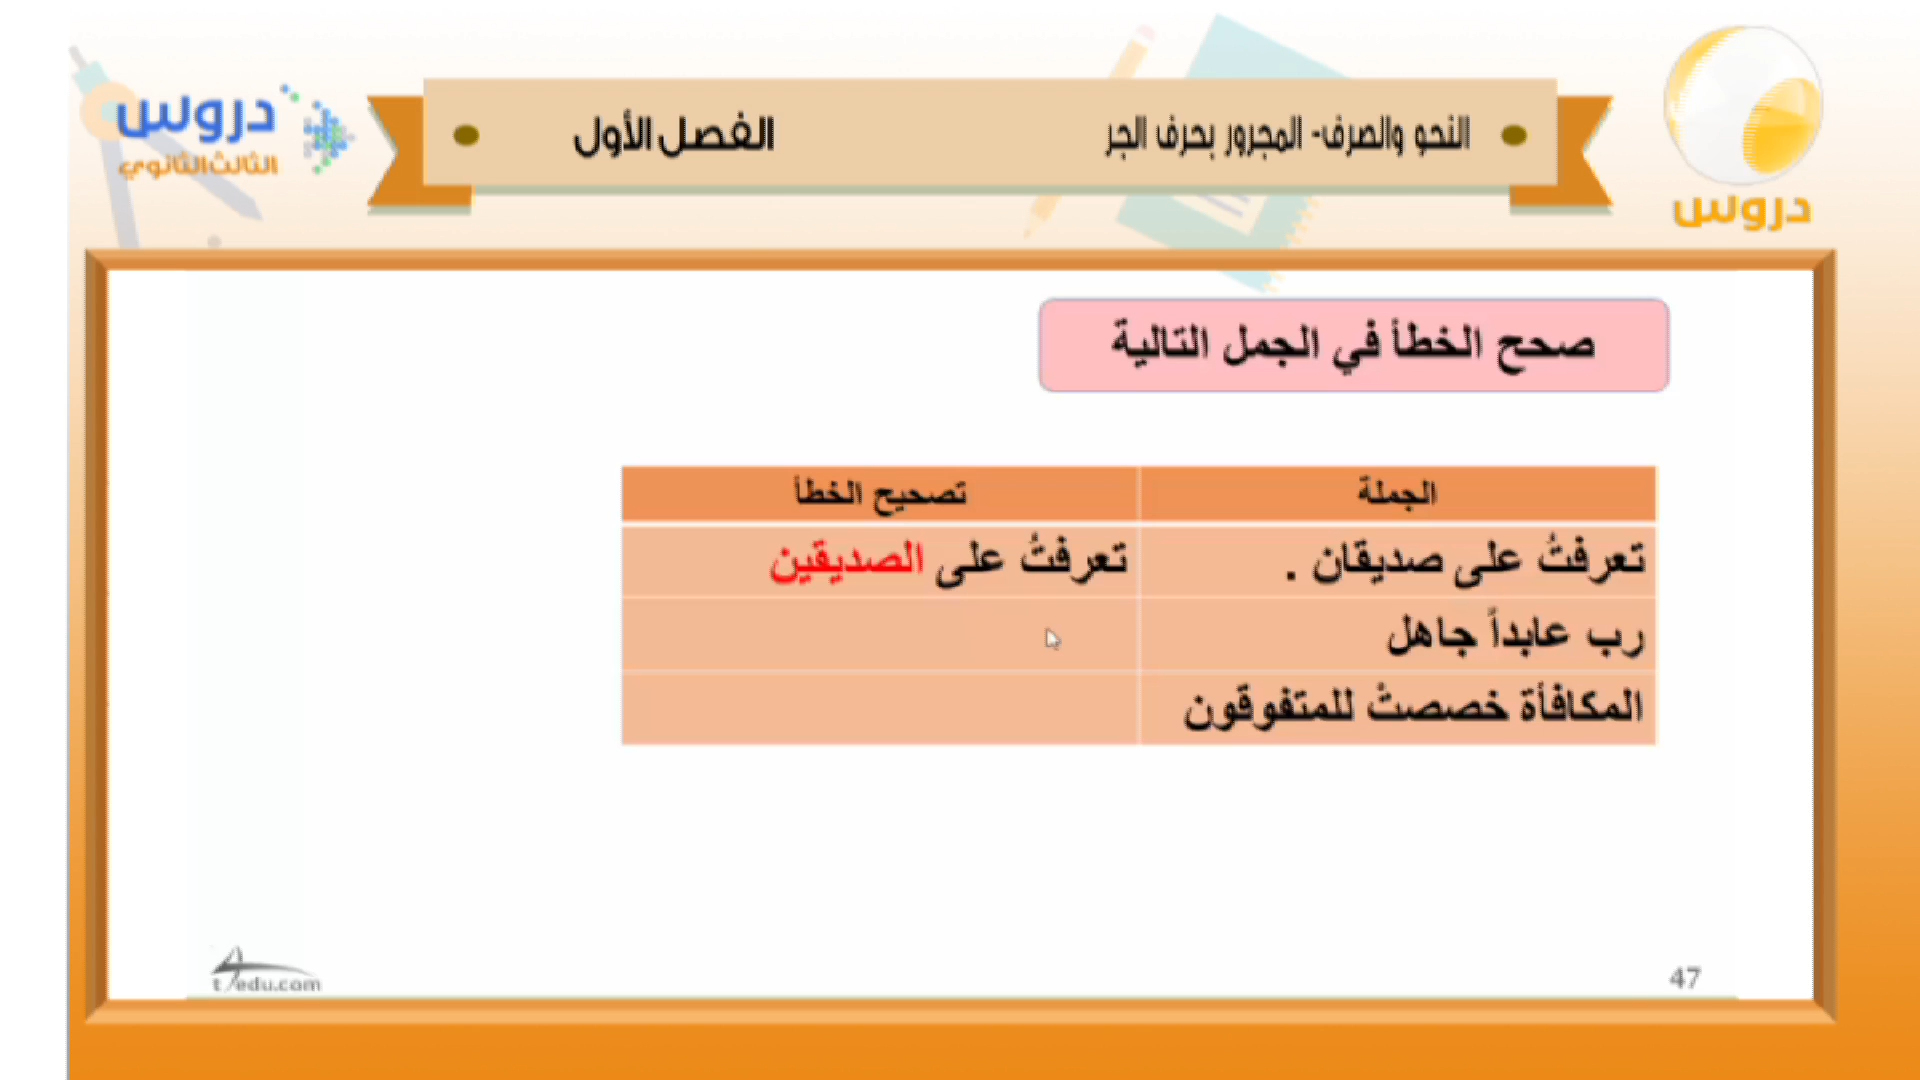 دروس
النحو والصرف- المجرور بحرف الجر
الفصل الأول
دروس
الثالث الثانوي
صحح الخطأ في الجمل التالية
الجملة
تصحيح الخطأ
تعرفتُ على صديقان .
تعرفتُ على الصديقين
رب عابداً جاهل
المكافأة خصصتُ للمتفوقون
t4edu.com
47